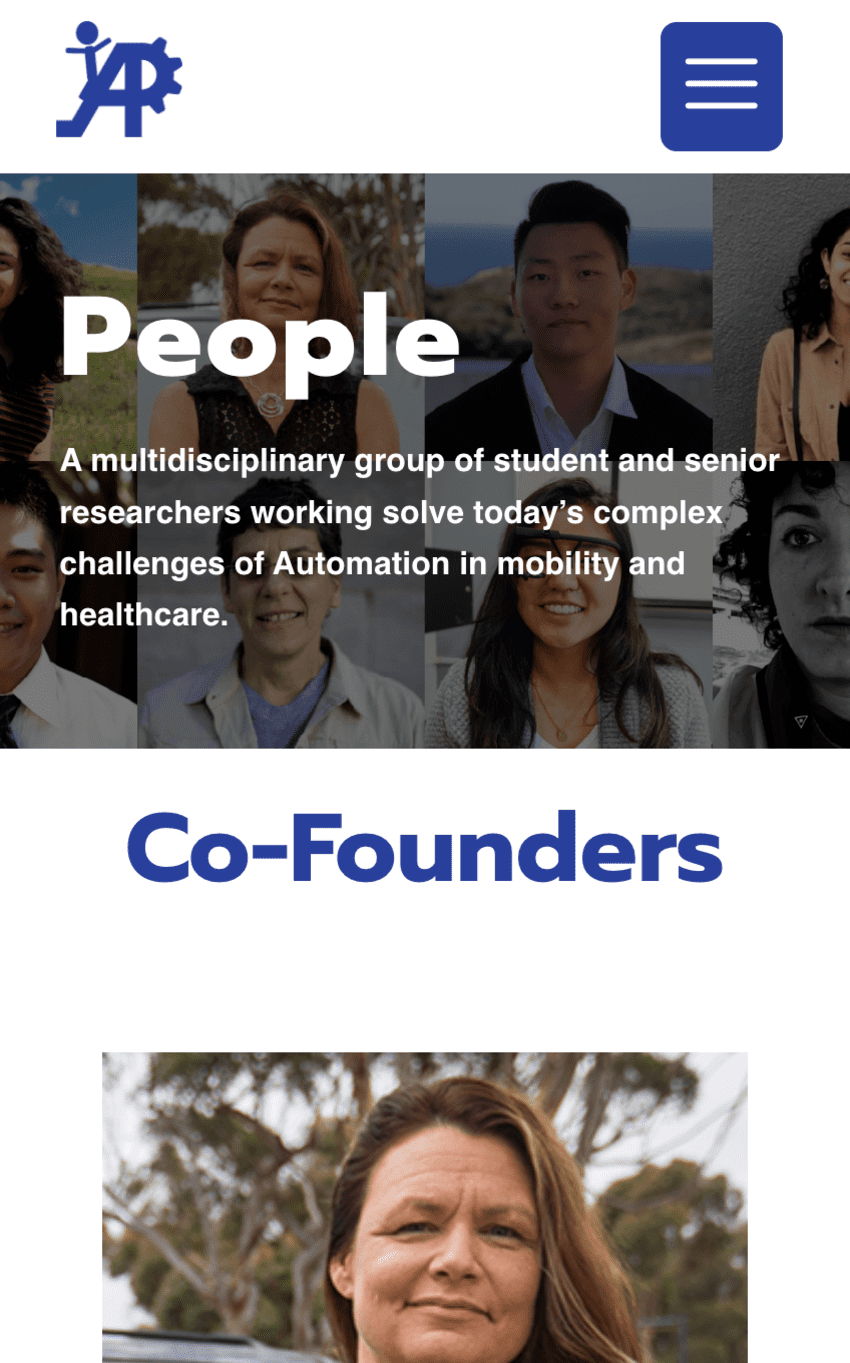 AP
People
A multidisciplinary group of student and senior
researchers working solve today’s complex
challenges of Automation in mobility and
healthcare.
Co-Founders